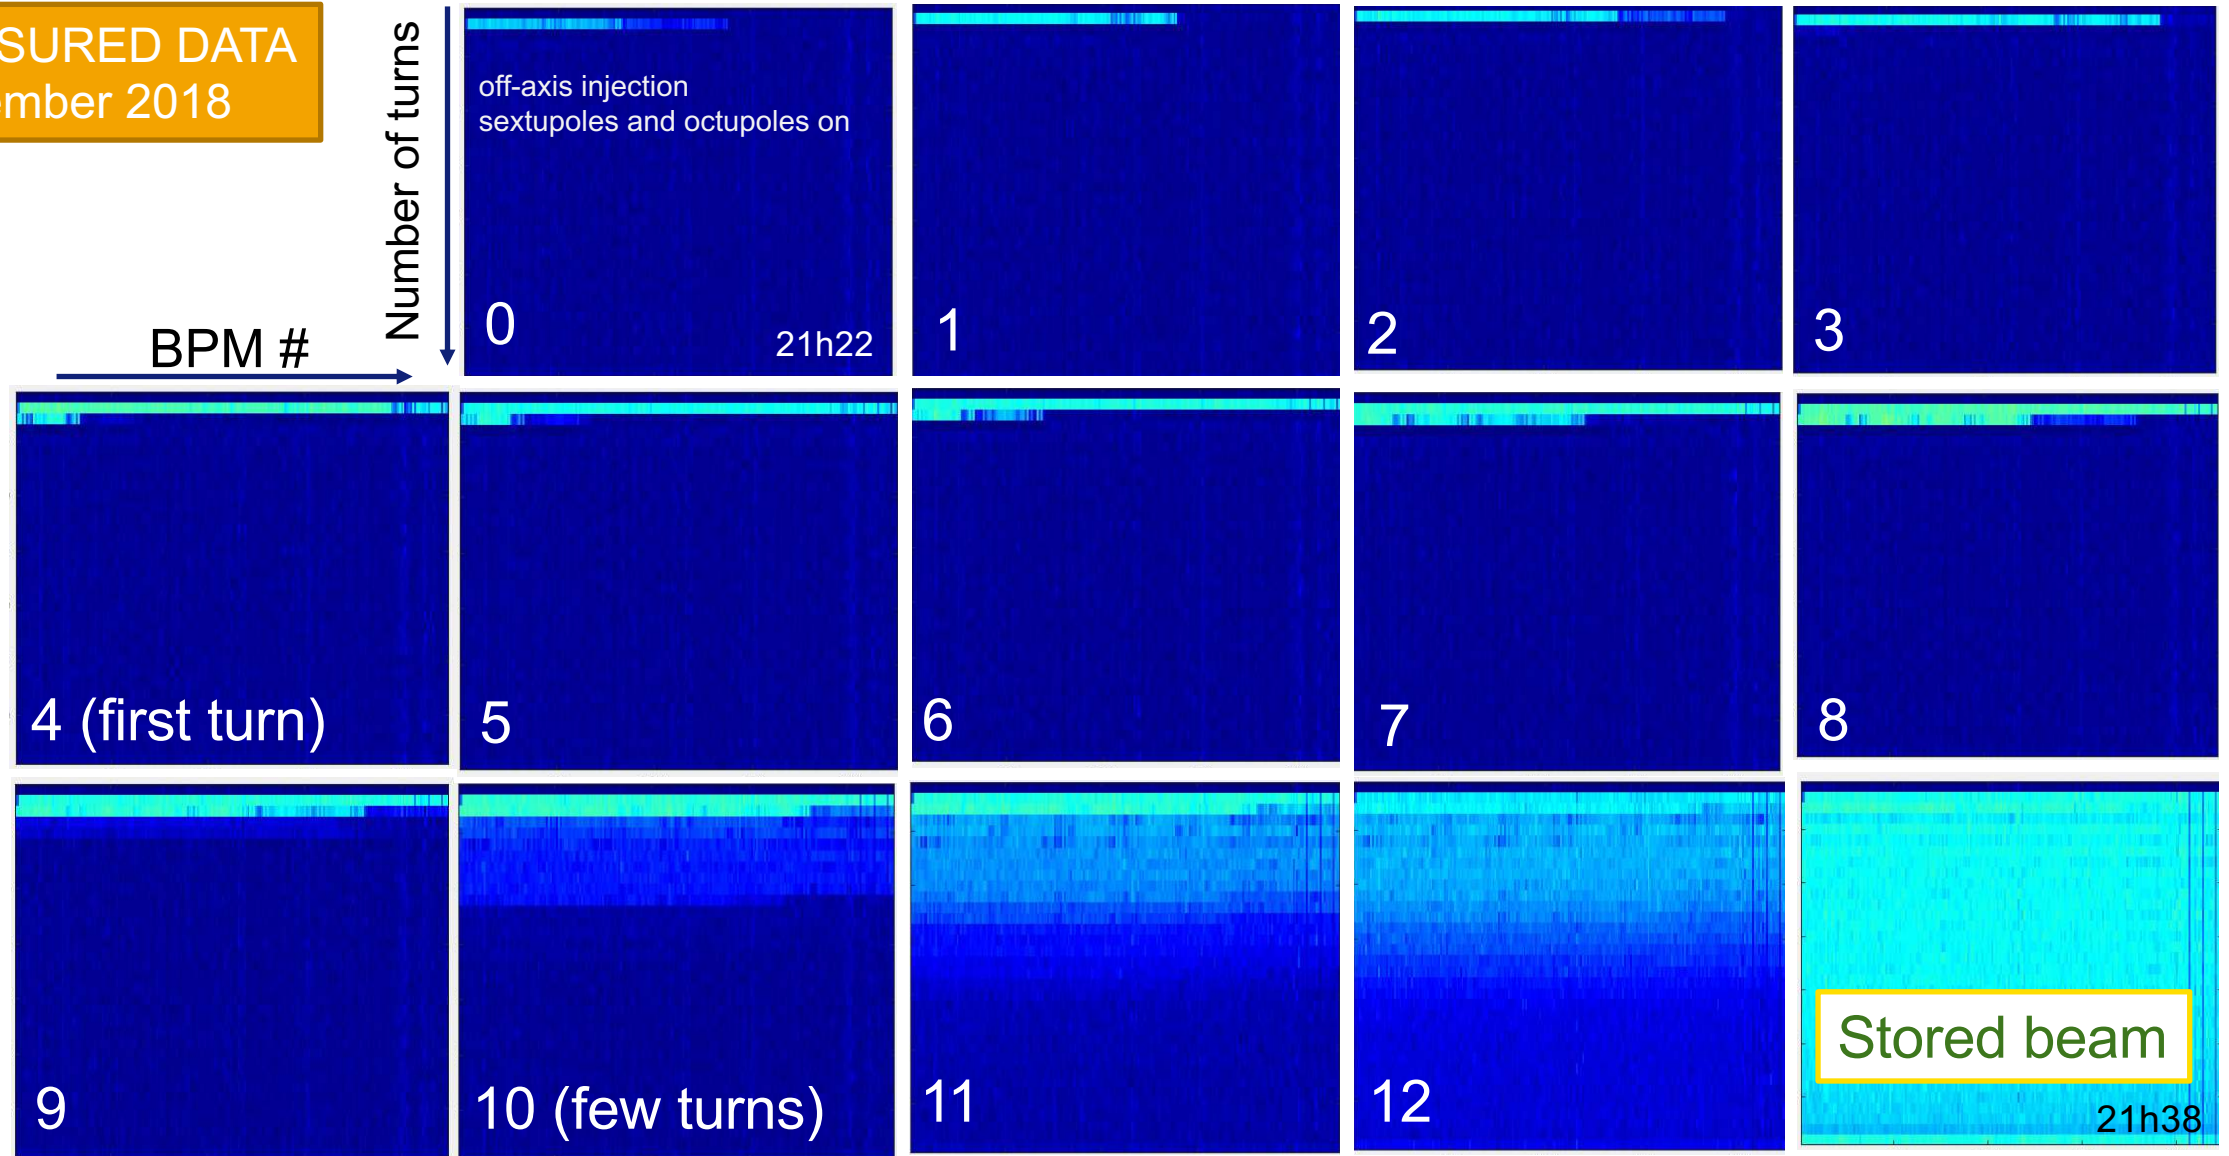 SURED DATA
ember 2018
Number of turns
BPM #
off-axis injection
sextupoles and octupoles on
0
21h22
1
2
3
4 (first turn)
5
6
7
8
9
10 (few turns)
11
12
Stored beam
21h38